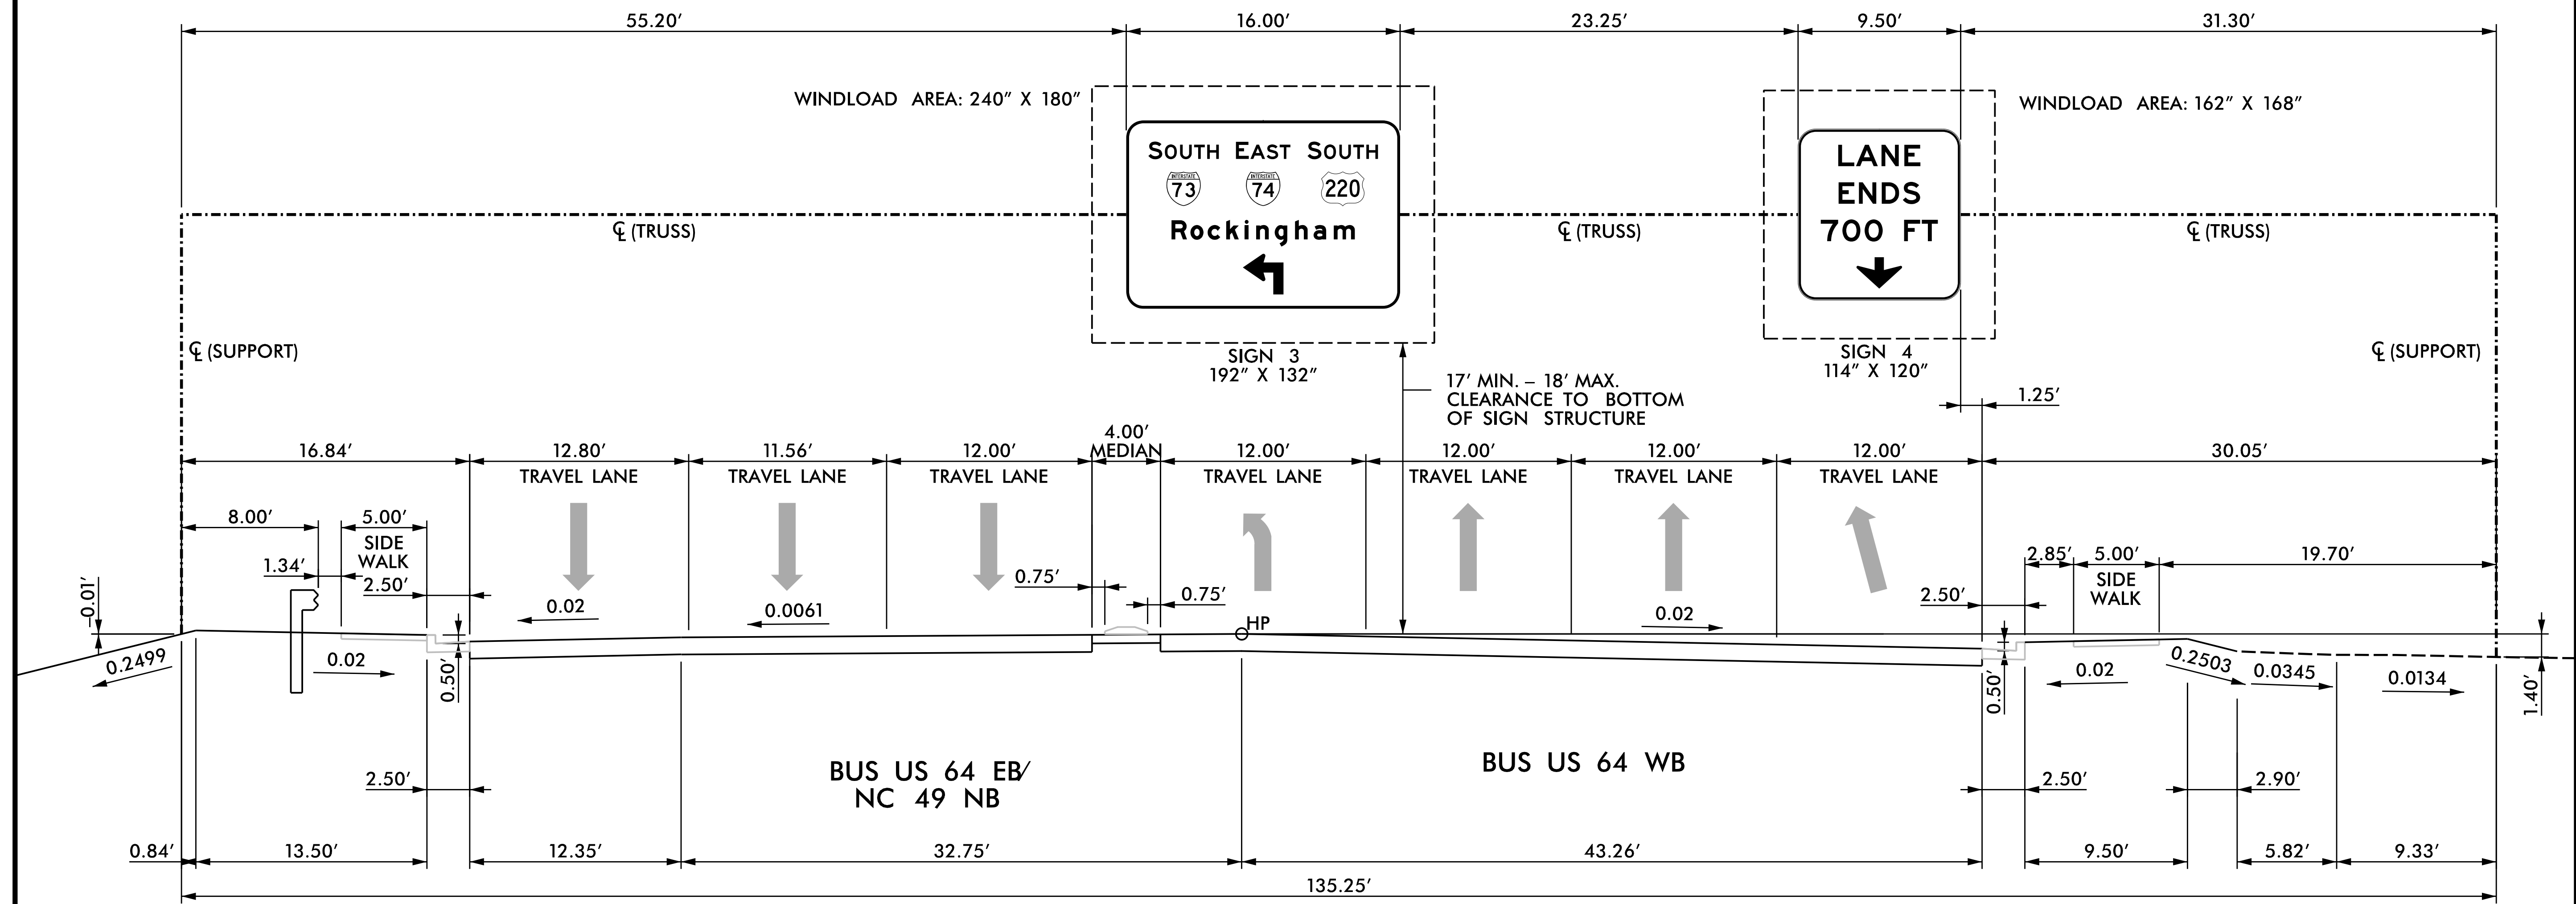 55.20′ 16.00′ 23.25′ 9.50′ 31.30′
WINDLOAD AREA: 240″ X 180″
WINDLOAD AREA: 162″ X 168″
SOUTH EAST SOUTH
INTERSTATE INTERSTATE
73 74 220
Rockingham
LANE
ENDS
700 FT
℄ (TRUSS) ℄ (TRUSS) ℄ (TRUSS)
℄ (SUPPORT) ℄ (SUPPORT)
SIGN 3
192″ X 132″
SIGN 4
114″ X 120″
17′ MIN. – 18′ MAX.
CLEARANCE TO BOTTOM
OF SIGN STRUCTURE
1.25′
16.84′ 12.80′ 11.56′ 12.00′ 4.00′ 12.00′ 12.00′ 12.00′ 12.00′ 30.05′
MEDIAN
TRAVEL LANE TRAVEL LANE TRAVEL LANE TRAVEL LANE TRAVEL LANE TRAVEL LANE TRAVEL LANE
8.00′ 5.00′
SIDE
WALK
1.34′
2.50′
0.75′
0.75′
2.85′ 5.00′ 19.70′
SIDE
WALK
2.50′
-0.01′
0.02 0.0061 HP 0.02
0.2499 0.02 0.50′ 0.50′ 0.02 0.2503 0.0345 0.0134 1.40′
BUS US 64 EB/
NC 49 NB
BUS US 64 WB
2.50′ 2.50′ 2.90′
0.84′ 13.50′ 12.35′ 32.75′ 43.26′ 9.50′ 5.82′ 9.33′
135.25′